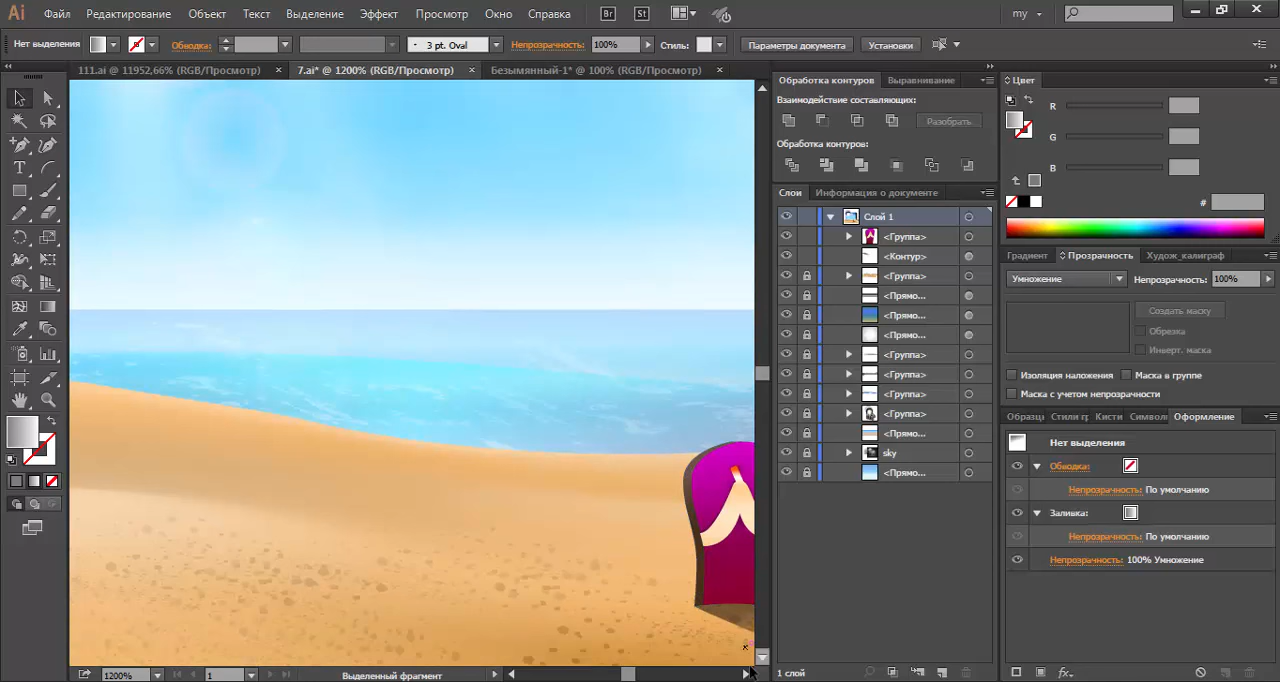 Ai Файл Редактирование Объект Текст Выделение Эффект Просмотр Окно Справка Br St my
Нет выделения Обводка: 3 pt. Oval Непрозрачность: 100% Стиль: Параметры документа Установки
111.ai @ 11952,66% (RGB/Просмотр) × 7.ai* @ 1200% (RGB/Просмотр) × Безымянный-1* @ 100% (RGB/Просмотр) ×
Обработка контуров Выравнивание
Взаимодействие составляющих:
Разобрать
Обработка контуров:
Слои Информация о документе
Слой 1
<Группа>
<Контур>
<Группа>
<Прямо...
<Прямо...
<Прямо...
<Группа>
<Группа>
<Группа>
<Группа>
<Прямо...
sky
<Прямо...
1 слой
Цвет
R
G
B
#
Градиент Прозрачность Худож_калиграф
Умножение Непрозрачность: 100%
Создать маску
Обрезка
Инверт. маска
Изоляция наложения Маска в группе
Маска с учетом непрозрачности
Образцы Стили гр Кисти Символы Оформление
Нет выделения
Обводка:
Непрозрачность: По умолчанию
Заливка:
Непрозрачность: По умолчанию
Непрозрачность: 100% Умножение
fx
1200% 1 Выделенный фрагмент